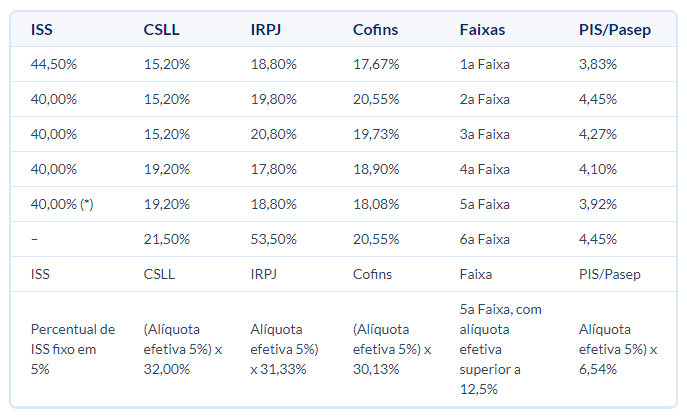 ISS CSLL IRPJ Cofins Faixas PIS/Pasep
44,50% 15,20% 18,80% 17,67% 1a Faixa 3,83%
40,00% 15,20% 19,80% 20,55% 2a Faixa 4,45%
40,00% 15,20% 20,80% 19,73% 3a Faixa 4,27%
40,00% 19,20% 17,80% 18,90% 4a Faixa 4,10%
40,00% (*) 19,20% 18,80% 18,08% 5a Faixa 3,92%
– 21,50% 53,50% 20,55% 6a Faixa 4,45%
ISS CSLL IRPJ Cofins Faixa PIS/Pasep
Percentual de
ISS fixo em
5%
(Alíquota
efetiva 5%) x
32,00%
Alíquota
efetiva 5%)
x 31,33%
(Alíquota
efetiva 5%) x
30,13%
5a Faixa, com
alíquota
efetiva
superior a
12,5%
Alíquota
efetiva 5%) x
6,54%